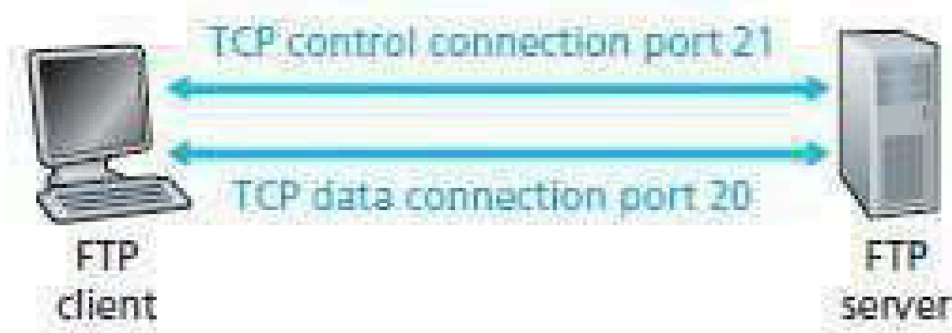 TCP control connection port 21
TCP data connection port 20
FTP
client
FTP
server